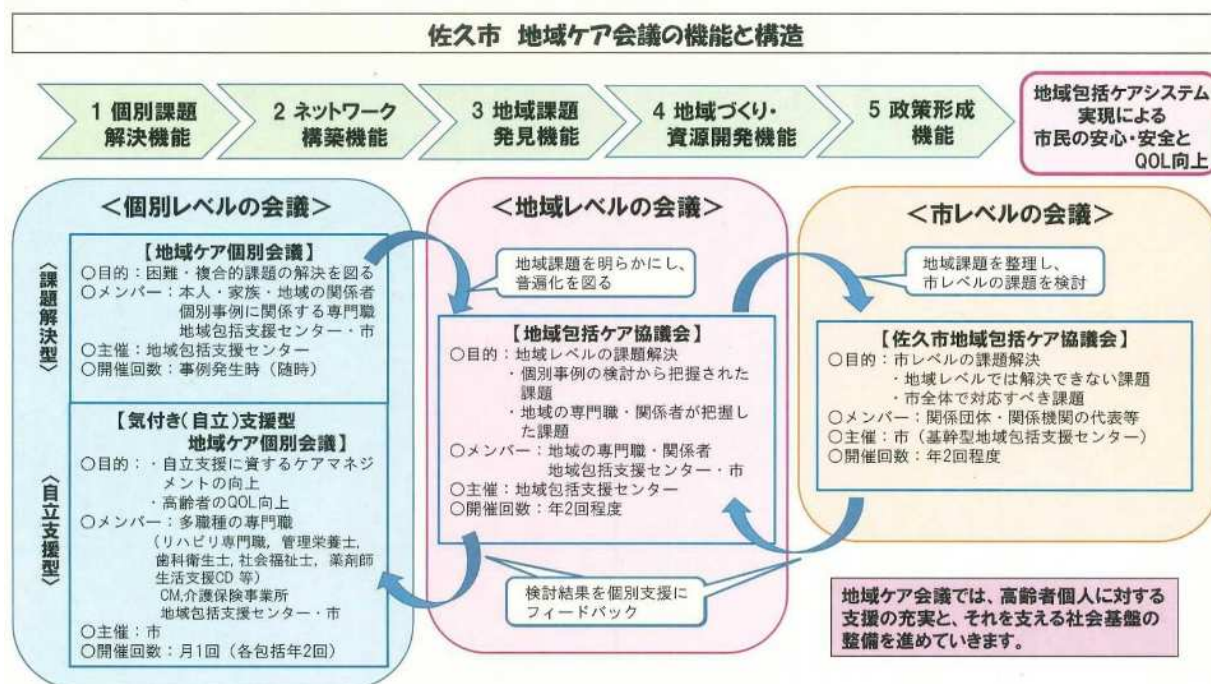 佐久市 地域ケア会議の機能と構造
1 個別課題
解決機能
2 ネットワーク
構築機能
3 地域課題
発見機能
4 地域づくり・
資源開発機能
5 政策形成
機能
地域包括ケアシステム
実現による
市民の安心・安全と
QOL向上
＜個別レベルの会議＞
〈課題解決型〉
【地域ケア個別会議】
○目的：困難・複合的課題の解決を図る
○メンバー：本人・家族・地域の関係者
個別事例に関係する専門職
地域包括支援センター・市
○主催：地域包括支援センター
○開催回数：事例発生時（随時）
〈自立支援型〉
【気付き（自立）支援型
地域ケア個別会議】
○目的：・自立支援に資するケアマネジ
メントの向上
・高齢者のQOL向上
○メンバー：多職種の専門職
（リハビリ専門職，管理栄養士，
歯科衛生士，社会福祉士，薬剤師
生活支援CD 等）
CM,介護保険事業所
地域包括支援センター・市
○主催：市
○開催回数：月1回（各包括年2回）
＜地域レベルの会議＞
地域課題を明らかにし、
普遍化を図る
【地域包括ケア協議会】
○目的：地域レベルの課題解決
・個別事例の検討から把握された
課題
・地域の専門職・関係者が把握し
た課題
○メンバー：地域の専門職・関係者
地域包括支援センター・市
○主催：地域包括支援センター
○開催回数：年2回程度
検討結果を個別支援に
フィードバック
＜市レベルの会議＞
地域課題を整理し、
市レベルの課題を検討
【佐久市地域包括ケア協議会】
○目的：市レベルの課題解決
・地域レベルでは解決できない課題
・市全体で対応すべき課題
○メンバー：関係団体・関係機関の代表等
○主催：市（基幹型地域包括支援センター）
○開催回数：年2回程度
地域ケア会議では、高齢者個人に対する
支援の充実と、それを支える社会基盤の
整備を進めていきます。